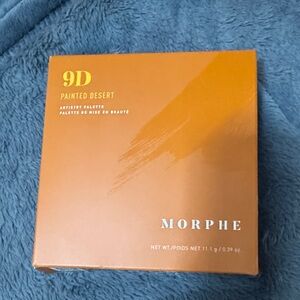 9D
PAINTED DESERT
ARTISTRY PALETTE
PALETTE DE MISE EN BEAUTÉ
MORPHE
NET WT./POIDS NET 11.1 g / 0.39 oz.